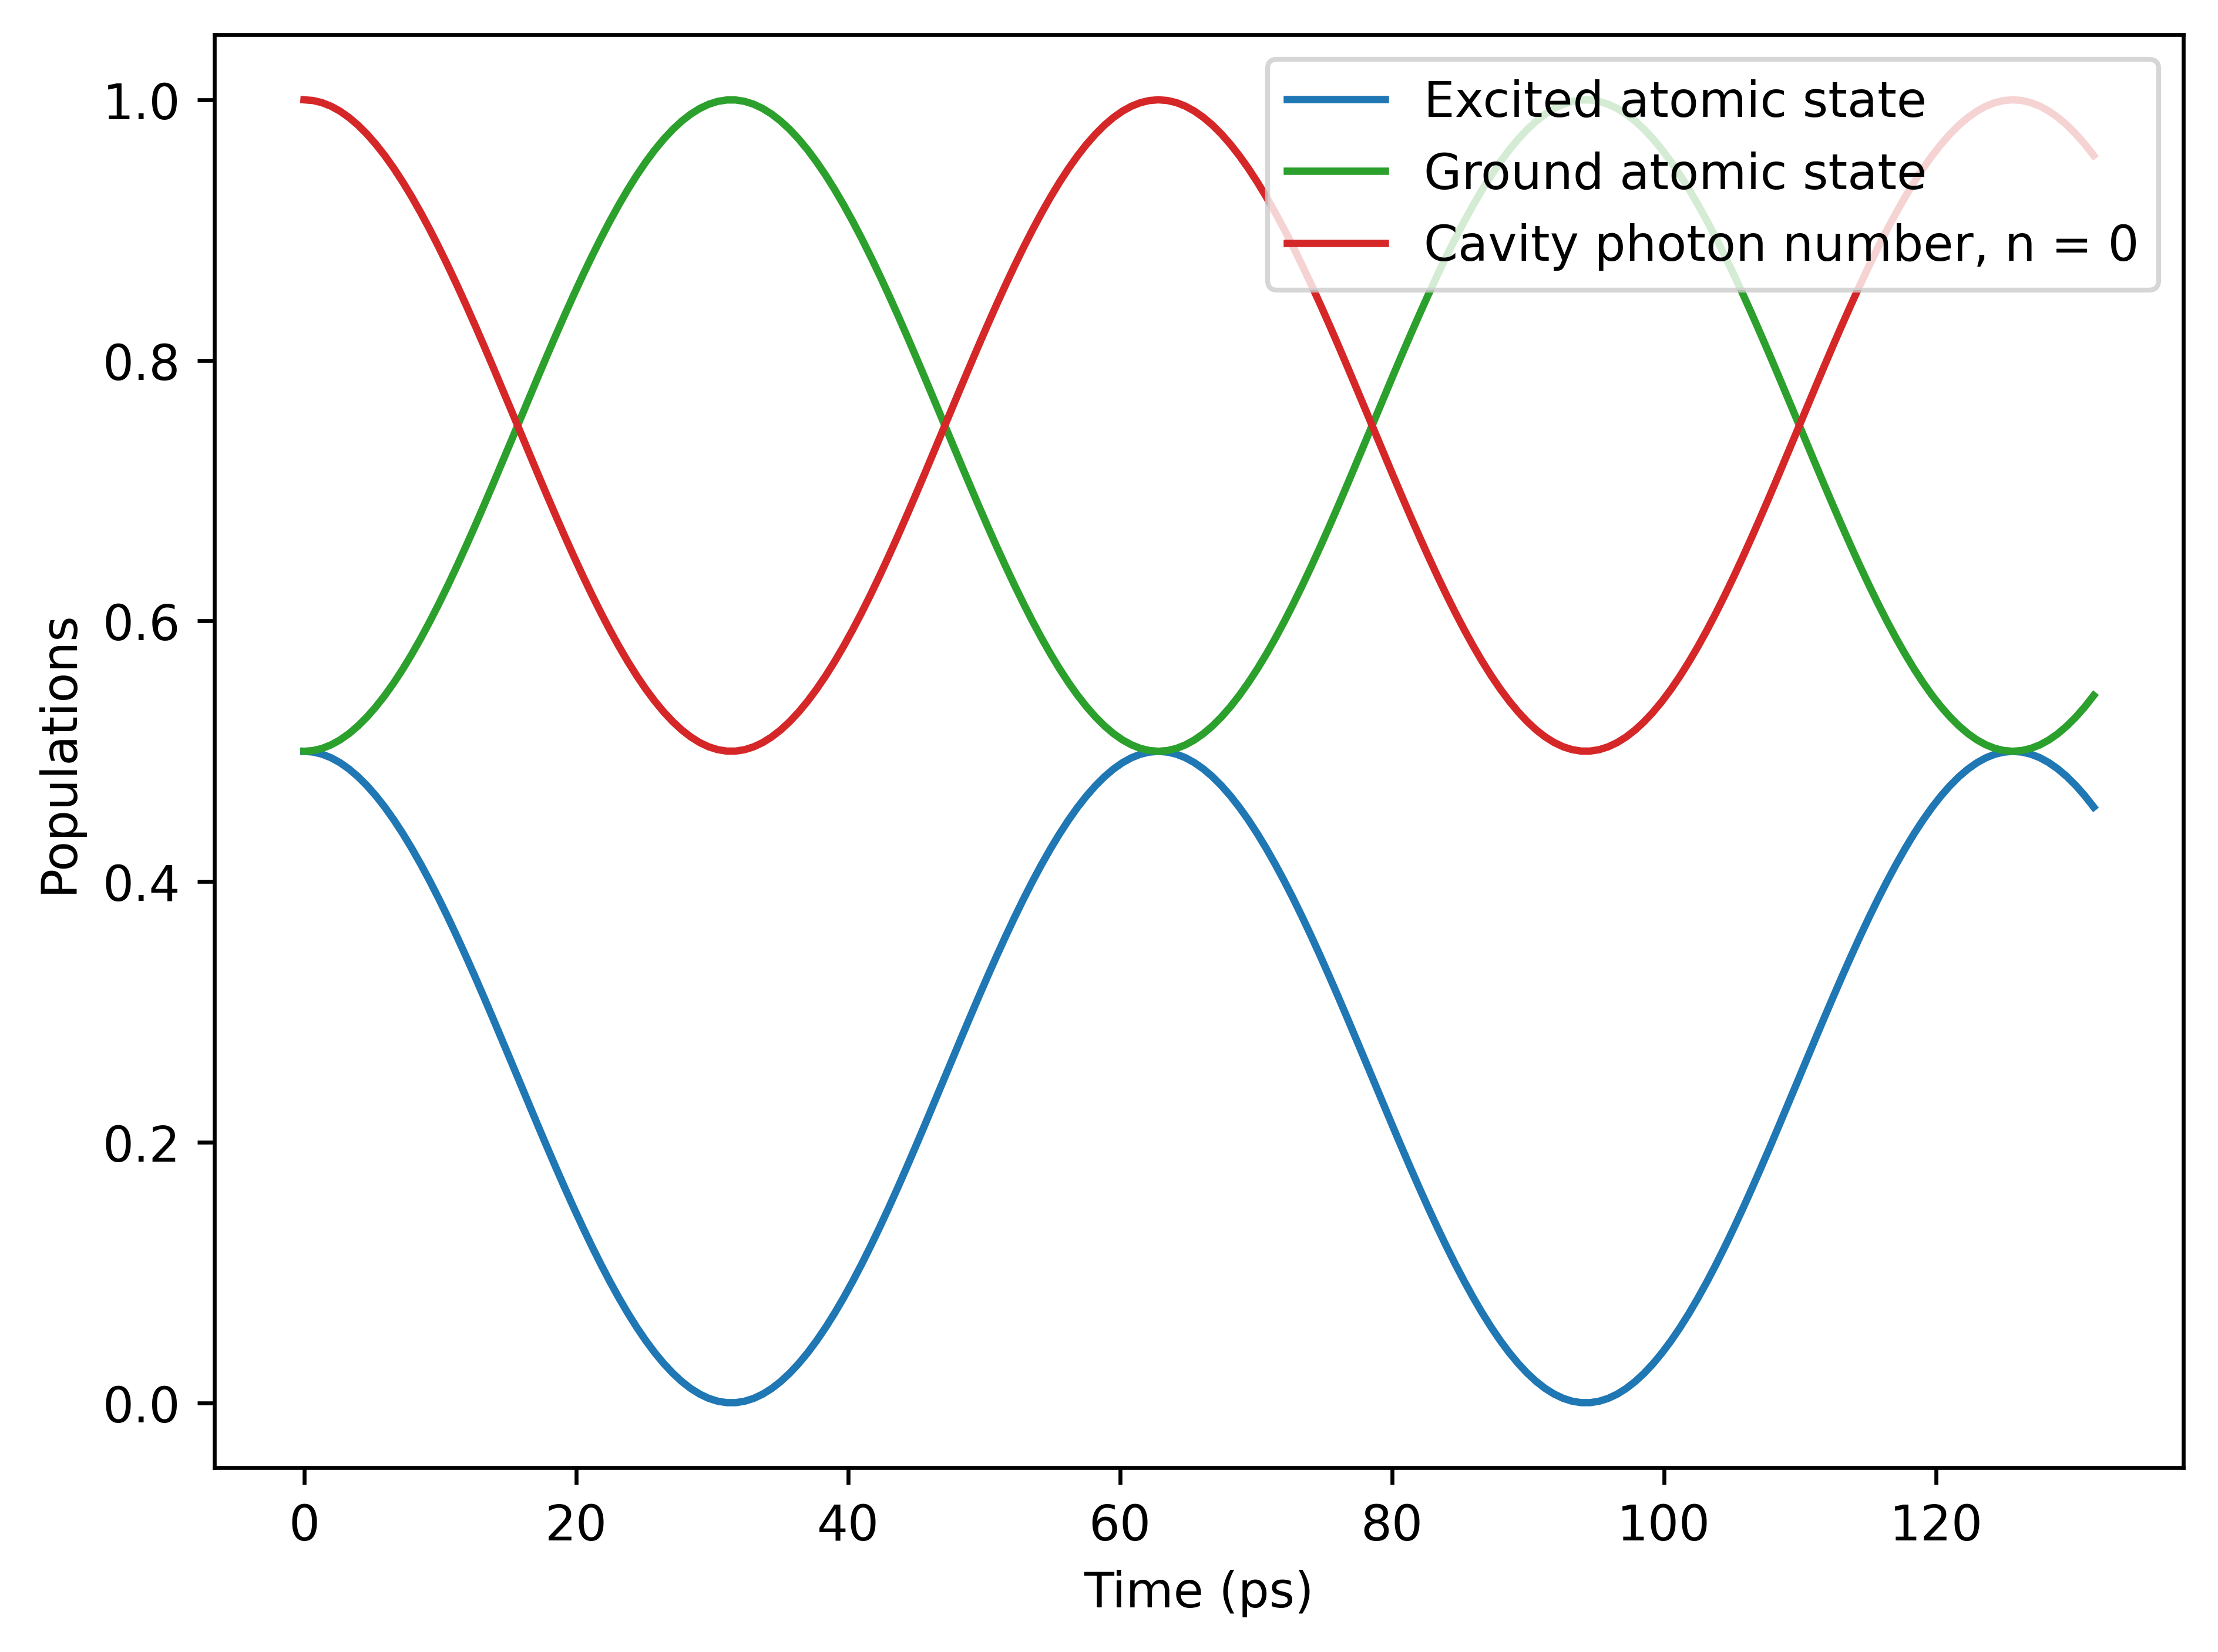 Excited atomic state
Ground atomic state
Cavity photon number, n = 0
1.0
0.8
0.6
0.4
0.2
0.0
Populations
0 20 40 60 80 100 120
Time (ps)